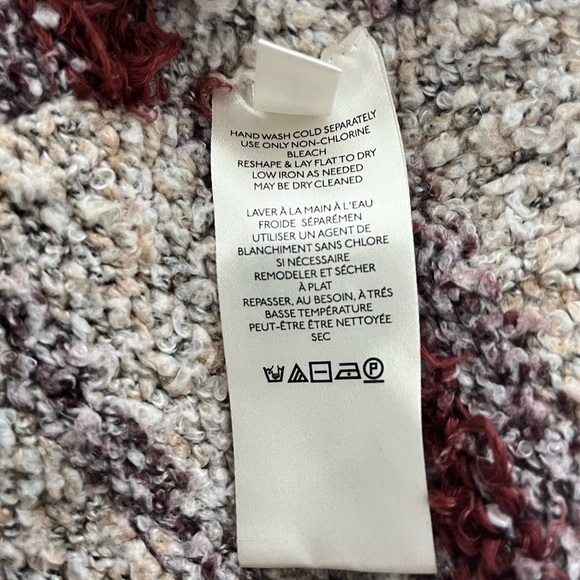 HAND WASH COLD SEPARATELY
USE ONLY NON-CHLORINE
BLEACH
RESHAPE & LAY FLAT TO DRY
LOW IRON AS NEEDED
MAY BE DRY CLEANED
LAVER À LA MAIN À L'EAU
FROIDE SÉPARÉMEN
UTILISER UN AGENT DE
BLANCHIMENT SANS CHLORE
SI NÉCESSAIRE
REMODELER ET SÉCHER
À PLAT
REPASSER, AU BESOIN, À TRÉS
BASSE TEMPÉRATURE
PEUT-ÊTRE ÊTRE NETTOYÉE
SEC
P